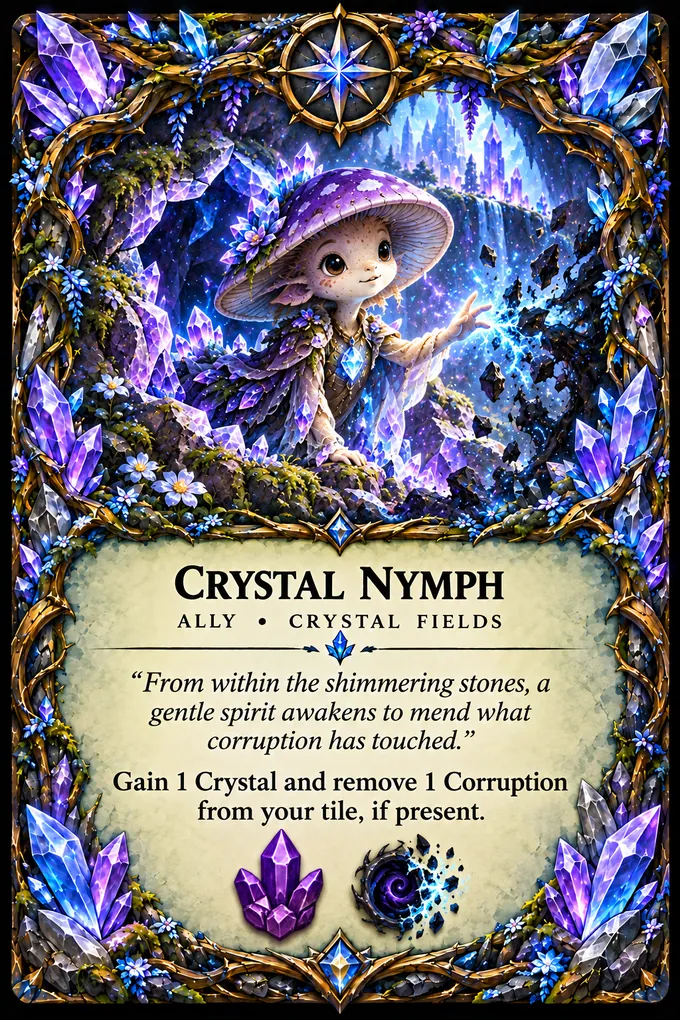 CRYSTAL NYMPH
ALLY • CRYSTAL FIELDS
“From within the shimmering stones, a
gentle spirit awakens to mend what
corruption has touched.”
Gain 1 Crystal and remove 1 Corruption
from your tile, if present.